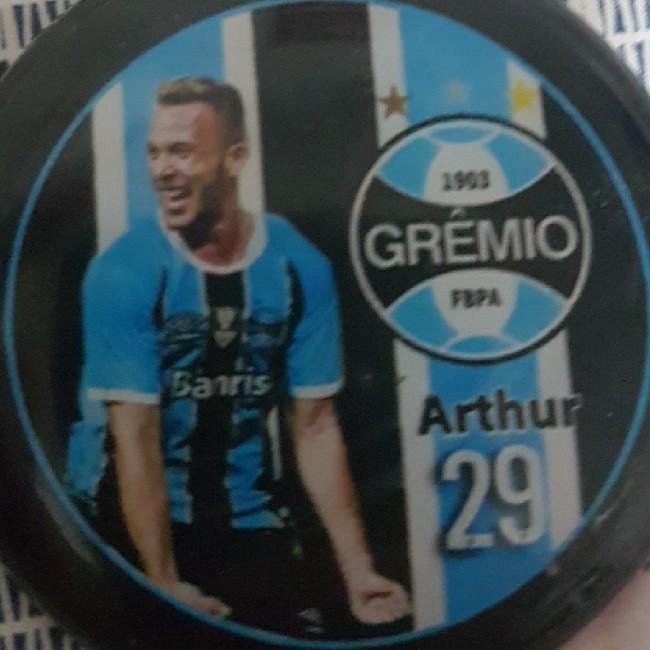 1903
GRÊMIO
FBPA
Banris
Arthur
29